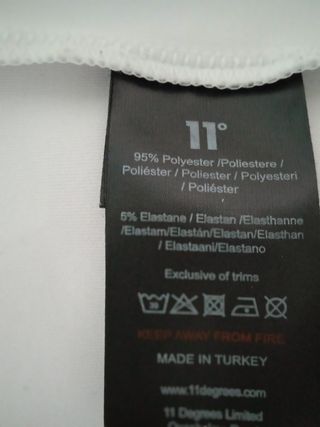 11°
95% Polyester /Poliestere /
Poliéster / Poliester / Polyesteri
/ Poliéster
5% Elastane / Elastan /Elasthanne
/Elastam/Elastán/Elastan/Elasthan
/ Elastaani/Elastano
Exclusive of trims
30
KEEP AWAY FROM FIRE
MADE IN TURKEY
www.11degrees.com
11 Degrees Limited